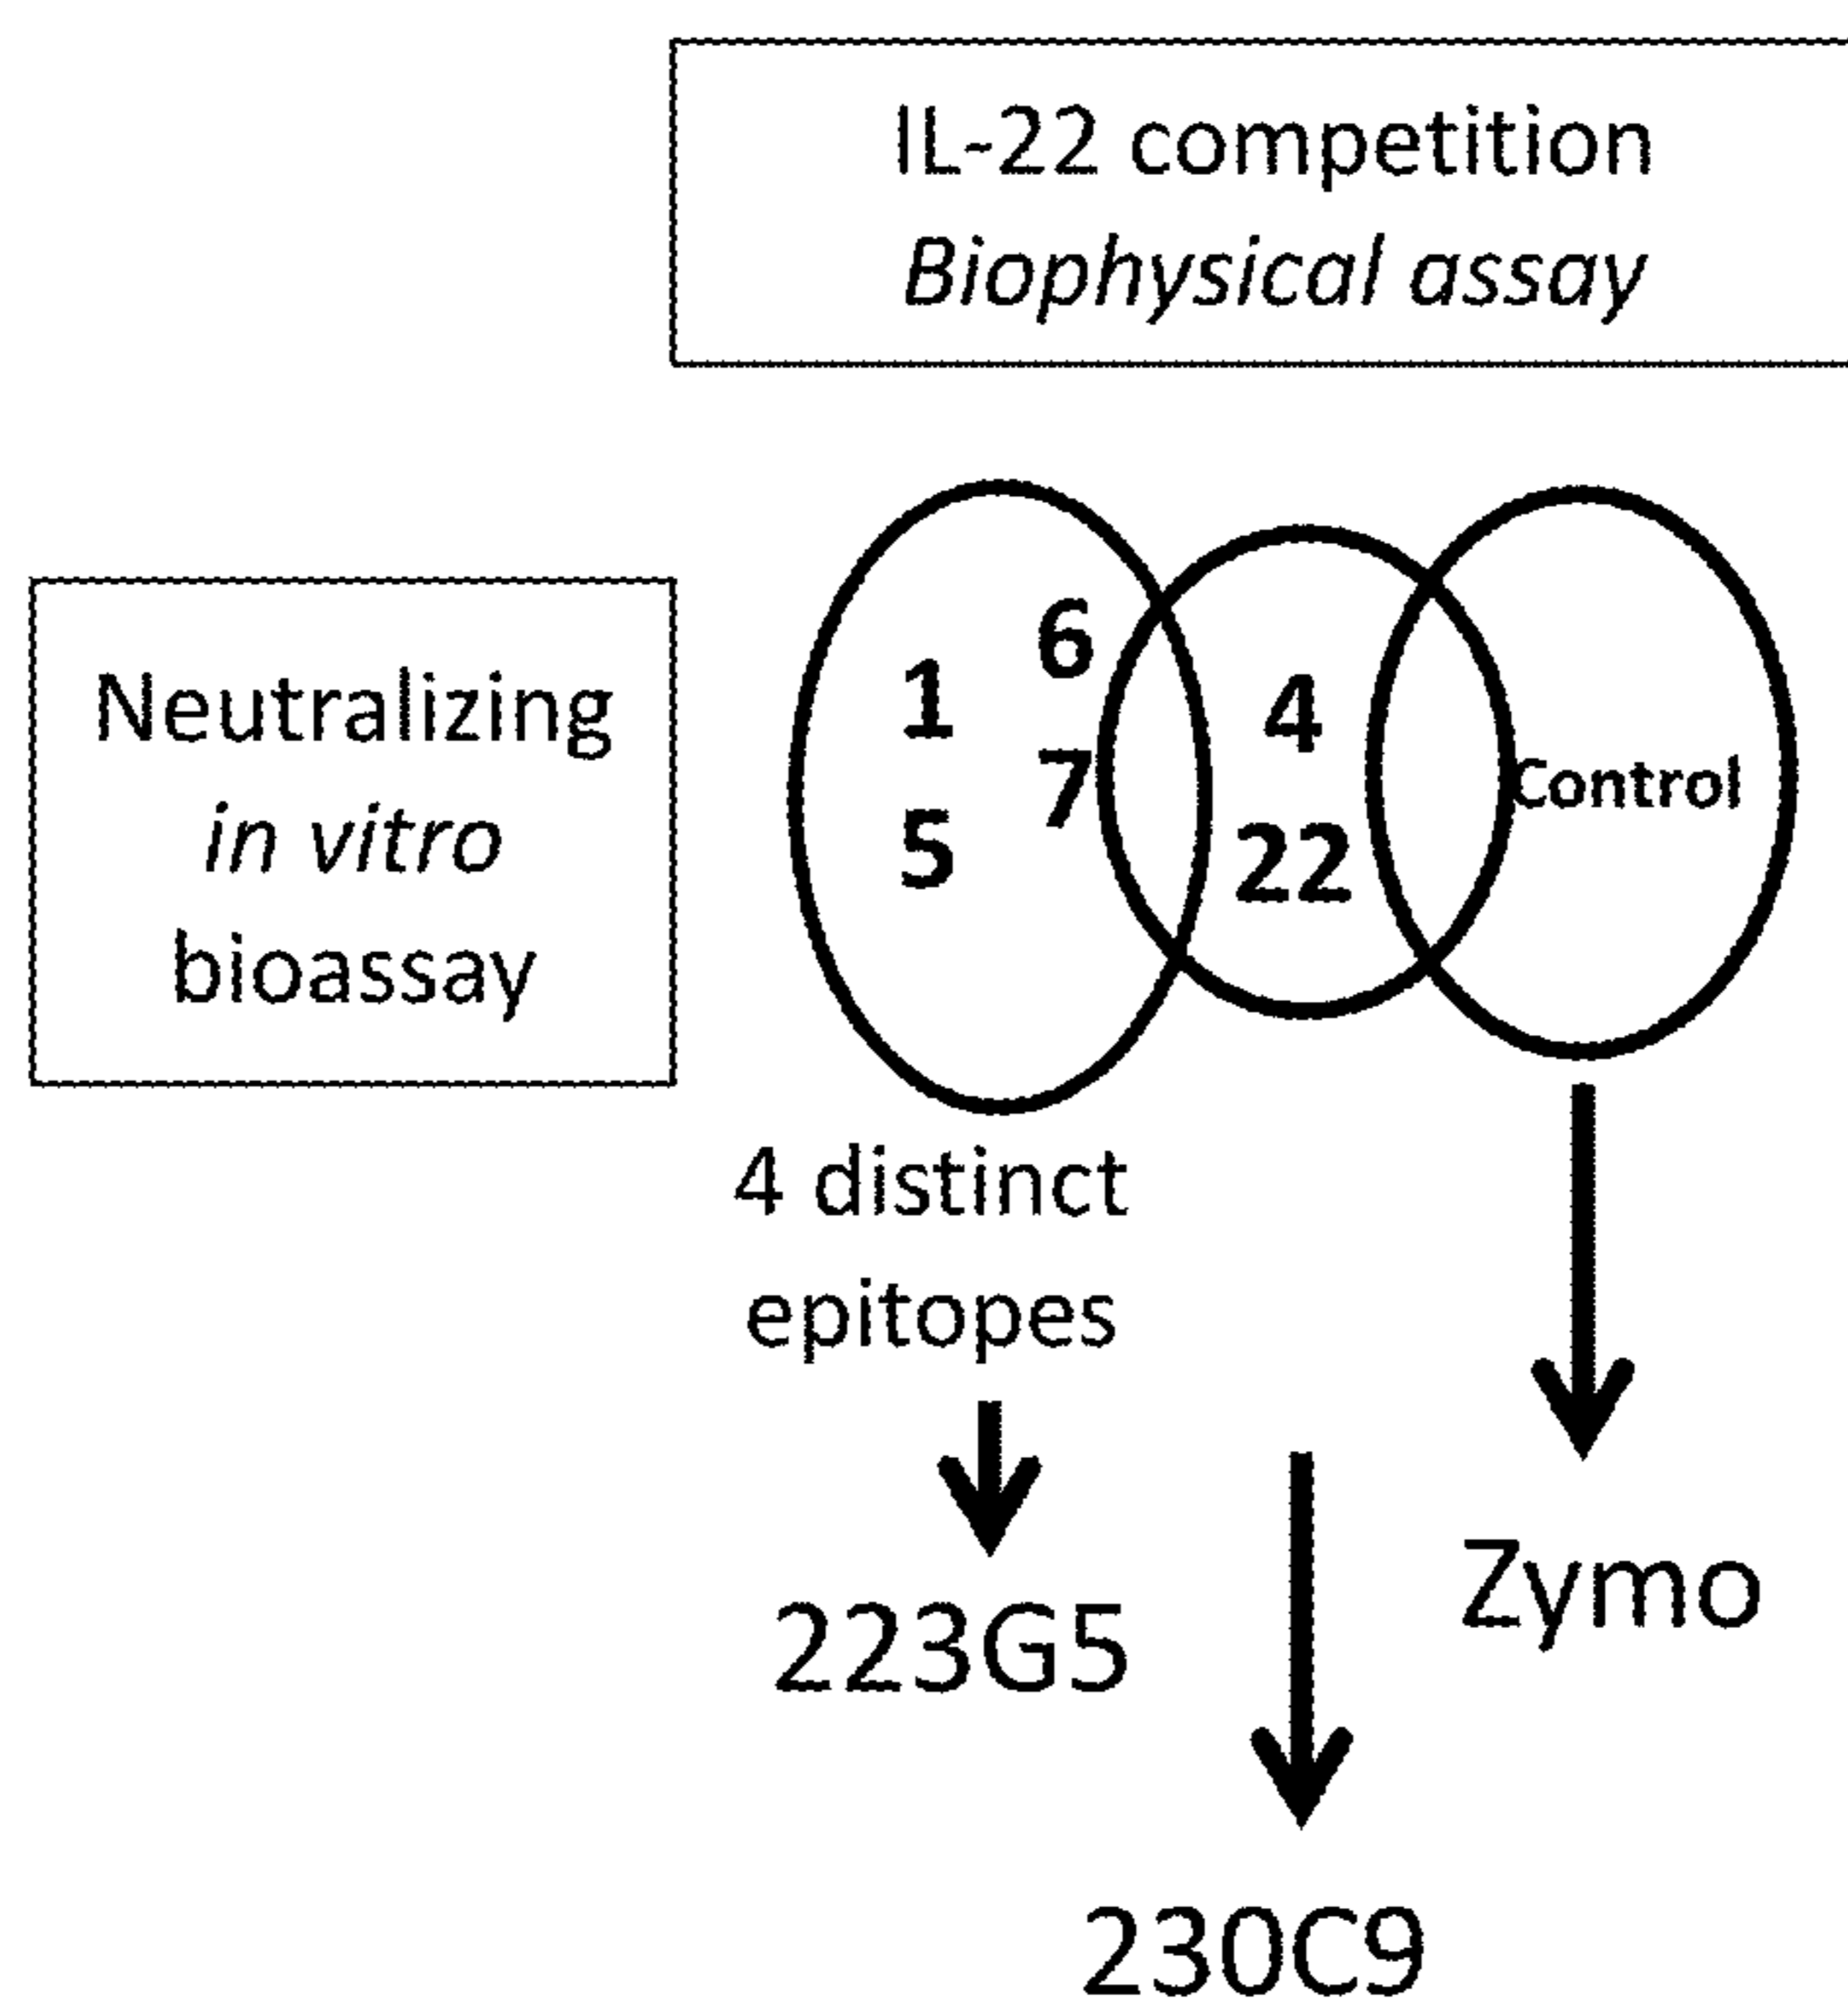 IL-22 competition
Biophysical assay
Neutralizing
in vitro
bioassay
6
1
4
7
Control
5
22
4 distinct
epitopes
Zymo
223G5
230C9